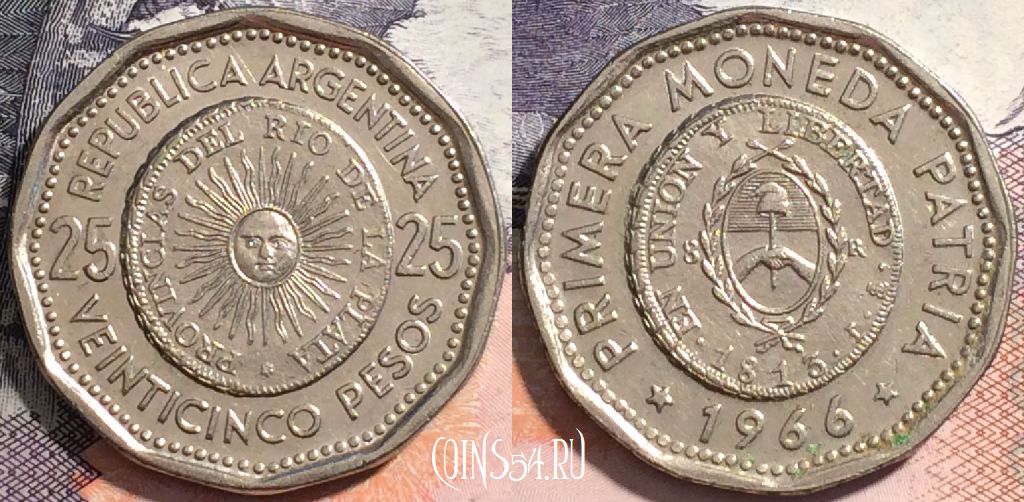 REPUBLICA ARGENTINA
25 25
VEINTICINCO PESOS
PROVINCIAS DEL RIO DE LA PLATA
PRIMERA MONEDA PATRIA
★ 1966 ★
EN UNION Y LIBERTAD
8 R
1815
COINS54.RU